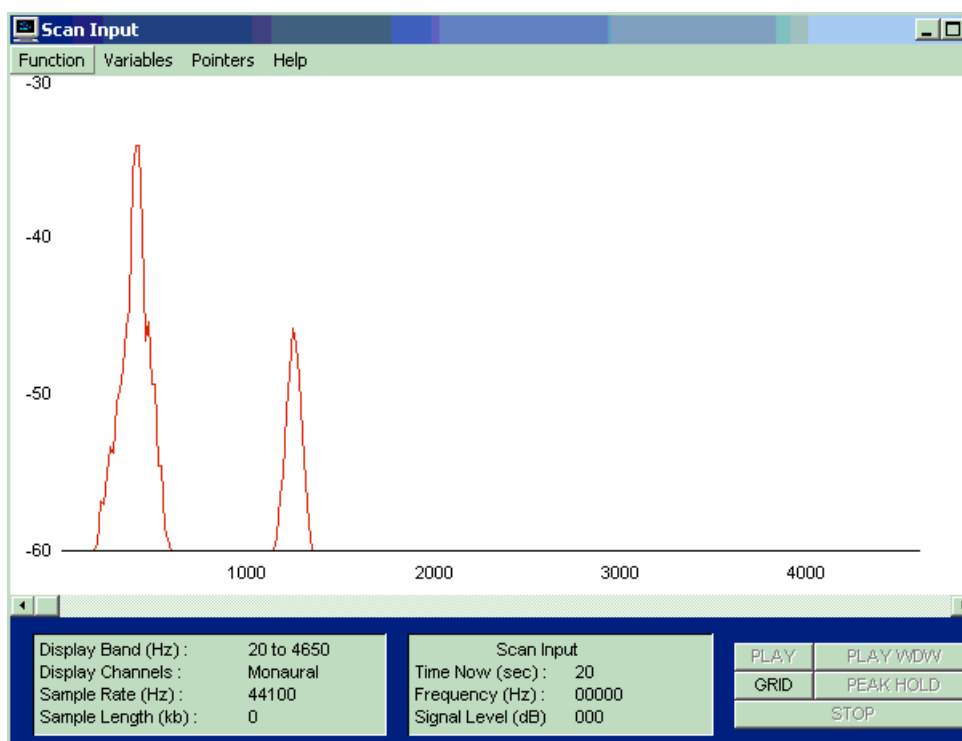 Scan Input
Function Variables Pointers Help
-30
-40
-50
-60
1000 2000 3000 4000
Display Band (Hz) : 20 to 4650
Display Channels : Monaural
Sample Rate (Hz) : 44100
Sample Length (kb) : 0
Scan Input
Time Now (sec) : 20
Frequency (Hz) : 00000
Signal Level (dB) 000
PLAY PLAY WDW
GRID PEAK HOLD
STOP